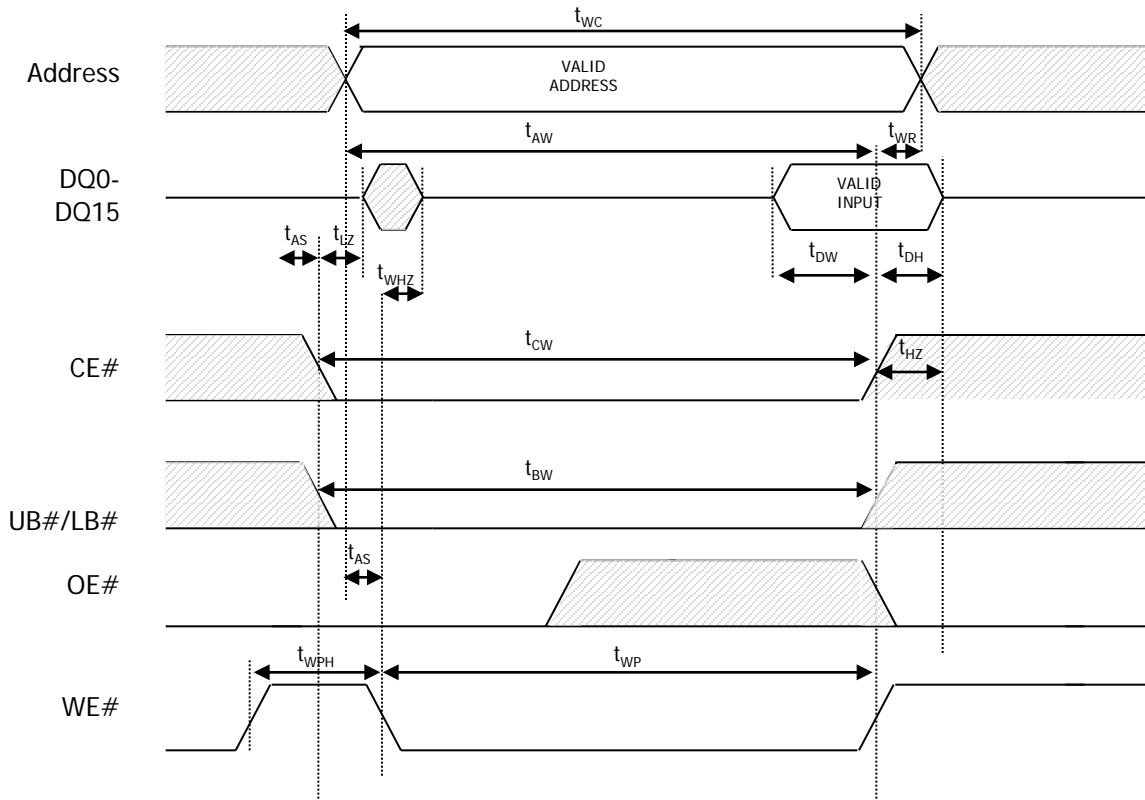 tWC
Address
VALID
ADDRESS
tAW
tWR
DQ0-
DQ15
VALID
INPUT
tAS
tLZ
tDW
tDH
tWHZ
tCW
tHZ
CE#
tBW
UB#/LB#
tAS
OE#
tWPH
tWP
WE#